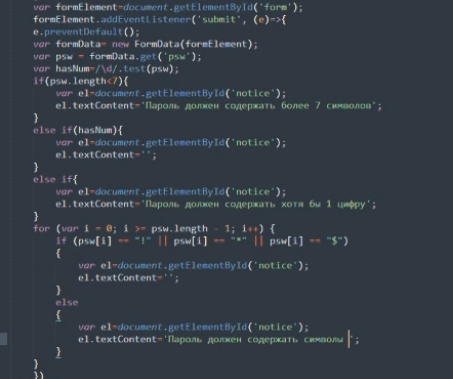 var formElement=document.getElementById('form');
formElement.addEventListener('submit', (e)=>{
e.preventDefault();
var formData= new FormData(formElement);
var psw = formData.get('psw');
var hasNum=/\d/.test(psw);
if(psw.length<7){
var el=document.getElementById('notice');
el.textContent='Пароль должен содержать более 7 символов';
}
else if(hasNum){
var el=document.getElementById('notice');
el.textContent='';
}
else if{
var el=document.getElementById('notice');
el.textContent='Пароль должен содержать хотя бы 1 цифру';
}
for (var i = 0; i >= psw.length - 1; i++) {
if (psw[i] == "!" || psw[i] == "*" || psw[i] == "$")
{
var el=document.getElementById('notice');
el.textContent='';
}
else
{
var el=document.getElementById('notice');
el.textContent='Пароль должен содержать символы ';
}
}
})